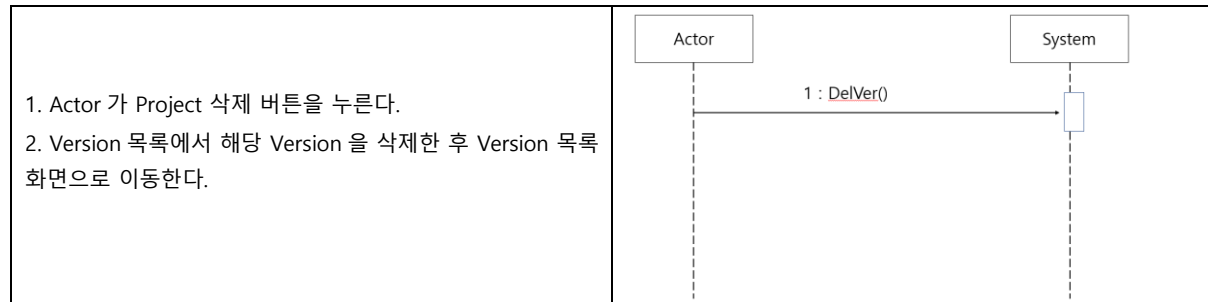 1. Actor 가 Project 삭제 버튼을 누른다.
2. Version 목록에서 해당 Version 을 삭제한 후 Version 목록
화면으로 이동한다.
Actor
System
1 : DelVer()